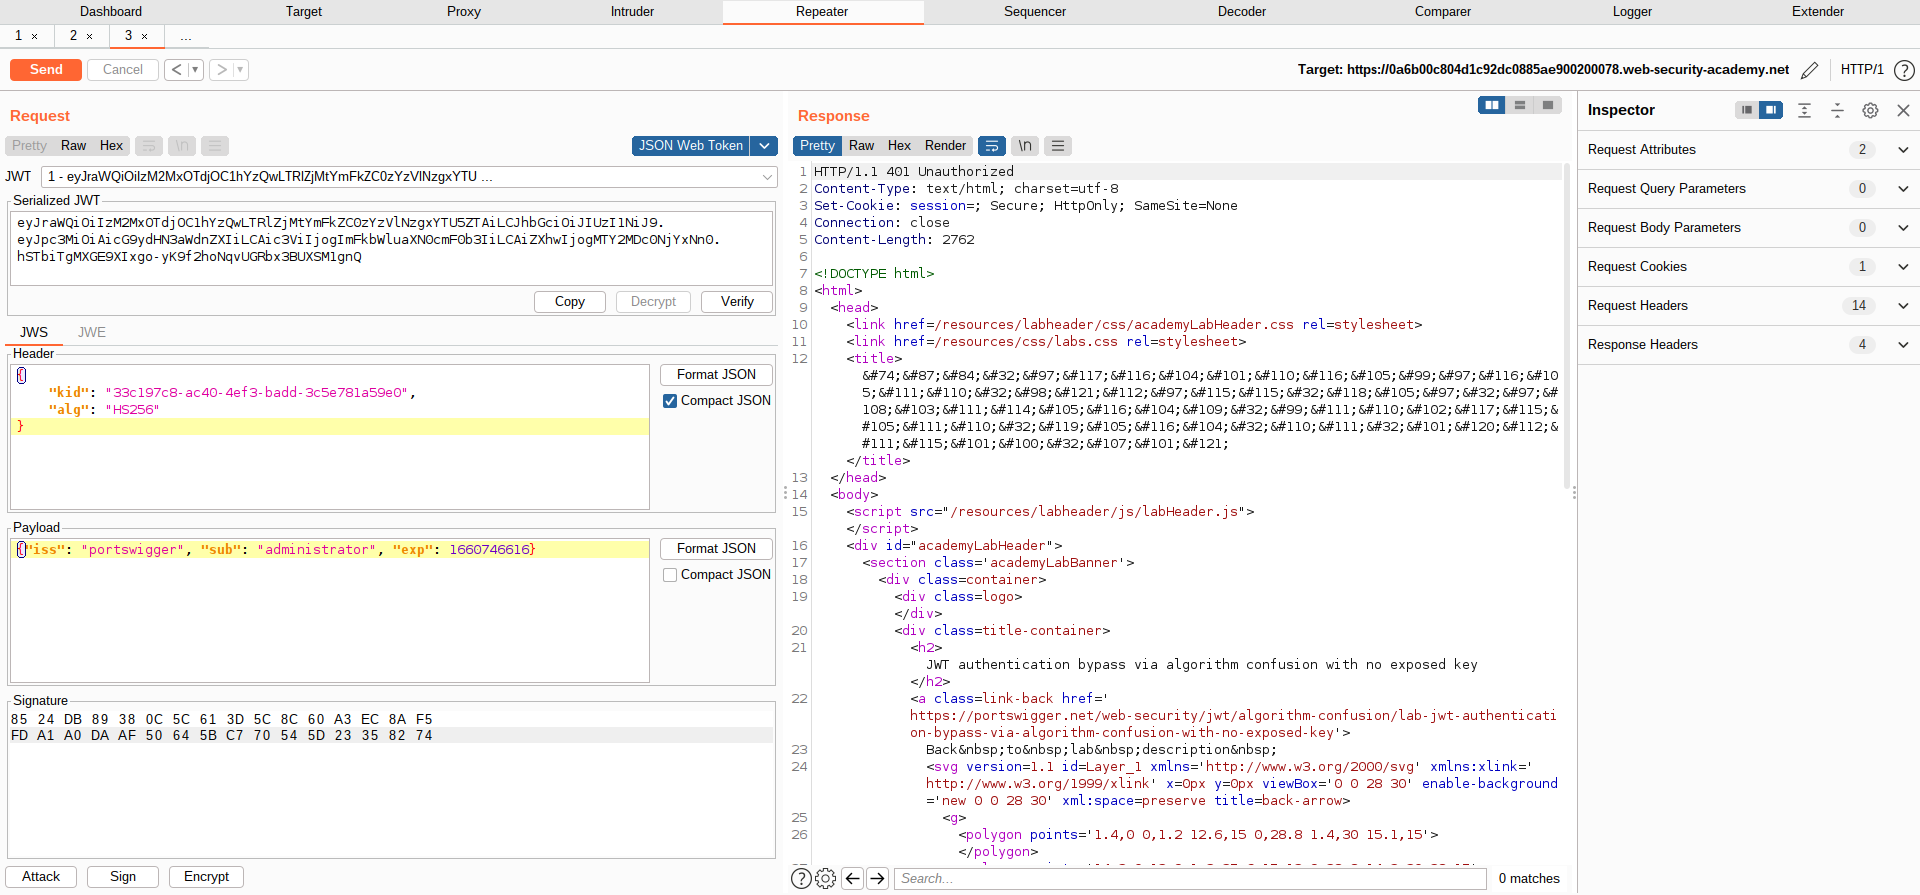 Dashboard Target Proxy Intruder Repeater Sequencer Decoder Comparer Logger Extender
1 × 2 × 3 × ...
Send Cancel < ▾ > ▾ Target: https://0a6b00c804d1c92dc0885ae900200078.web-security-academy.net HTTP/1 ?
Request
Pretty Raw Hex \n JSON Web Token
JWT 1 - eyJraWQiOiIzM2MxOTdjOC1hYzQwLTRlZjMtYmFkZC0zYzVlNzgxYTU ...
Serialized JWT
eyJraWQiOiIzM2MxOTdjOC1hYzQwLTRlZjMtYmFkZC0zYzVlNzgxYTU5ZTAiLCJhbGciOiJIUzI1NiJ9.
eyJpc3MiOiAicG9ydHN3aWdnZXIiLCAic3ViIjogImFkbWluaXN0cmF0b3IiLCAiZXhwIjogMTY2MDc0NjYxNn0.
hSTbiTgMXGE9XIxgo-yK9f2hoNqvUGRbx3BUXSM1gnQ
Copy Decrypt Verify
JWS JWE
Header
{
"kid": "33c197c8-ac40-4ef3-badd-3c5e781a59e0",
"alg": "HS256"
}
Format JSON
Compact JSON
Payload
{"iss": "portswigger", "sub": "administrator", "exp": 1660746616}
Format JSON
Compact JSON
Signature
85 24 DB 89 38 0C 5C 61 3D 5C 8C 60 A3 EC 8A F5
FD A1 A0 DA AF 50 64 5B C7 70 54 5D 23 35 82 74
Attack Sign Encrypt
Response
Pretty Raw Hex Render \n
1 HTTP/1.1 401 Unauthorized
2 Content-Type: text/html; charset=utf-8
3 Set-Cookie: session=; Secure; HttpOnly; SameSite=None
4 Connection: close
5 Content-Length: 2762
6
7 <!DOCTYPE html>
8 <html>
9 <head>
10 <link href=/resources/labheader/css/academyLabHeader.css rel=stylesheet>
11 <link href=/resources/css/labs.css rel=stylesheet>
12 <title>
&#74;&#87;&#84;&#32;&#97;&#117;&#116;&#104;&#101;&#110;&#116;&#105;&#99;&#97;&#116;&#10
5;&#111;&#110;&#32;&#98;&#121;&#112;&#97;&#115;&#115;&#32;&#118;&#105;&#97;&#32;&#97;&#
108;&#103;&#111;&#114;&#105;&#116;&#104;&#109;&#32;&#99;&#111;&#110;&#102;&#117;&#115;&
#105;&#111;&#110;&#32;&#119;&#105;&#116;&#104;&#32;&#110;&#111;&#32;&#101;&#120;&#112;&
#111;&#115;&#101;&#100;&#32;&#107;&#101;&#121;
</title>
13 </head>
14 <body>
15 <script src="/resources/labheader/js/labHeader.js">
</script>
16 <div id="academyLabHeader">
17 <section class='academyLabBanner'>
18 <div class=container>
19 <div class=logo>
</div>
20 <div class=title-container>
21 <h2>
JWT authentication bypass via algorithm confusion with no exposed key
</h2>
22 <a class=link-back href='
https://portswigger.net/web-security/jwt/algorithm-confusion/lab-jwt-authenticati
on-bypass-via-algorithm-confusion-with-no-exposed-key'>
23 Back&nbsp;to&nbsp;lab&nbsp;description&nbsp;
24 <svg version=1.1 id=Layer_1 xmlns='http://www.w3.org/2000/svg' xmlns:xlink='
http://www.w3.org/1999/xlink' x=0px y=0px viewBox='0 0 28 30' enable-background
='new 0 0 28 30' xml:space=preserve title=back-arrow>
25 <g>
26 <polygon points='1.4,0 0,1.2 12.6,15 0,28.8 1.4,30 15.1,15'>
</polygon>
? Search... 0 matches
Inspector
Request Attributes 2
Request Query Parameters 0
Request Body Parameters 0
Request Cookies 1
Request Headers 14
Response Headers 4